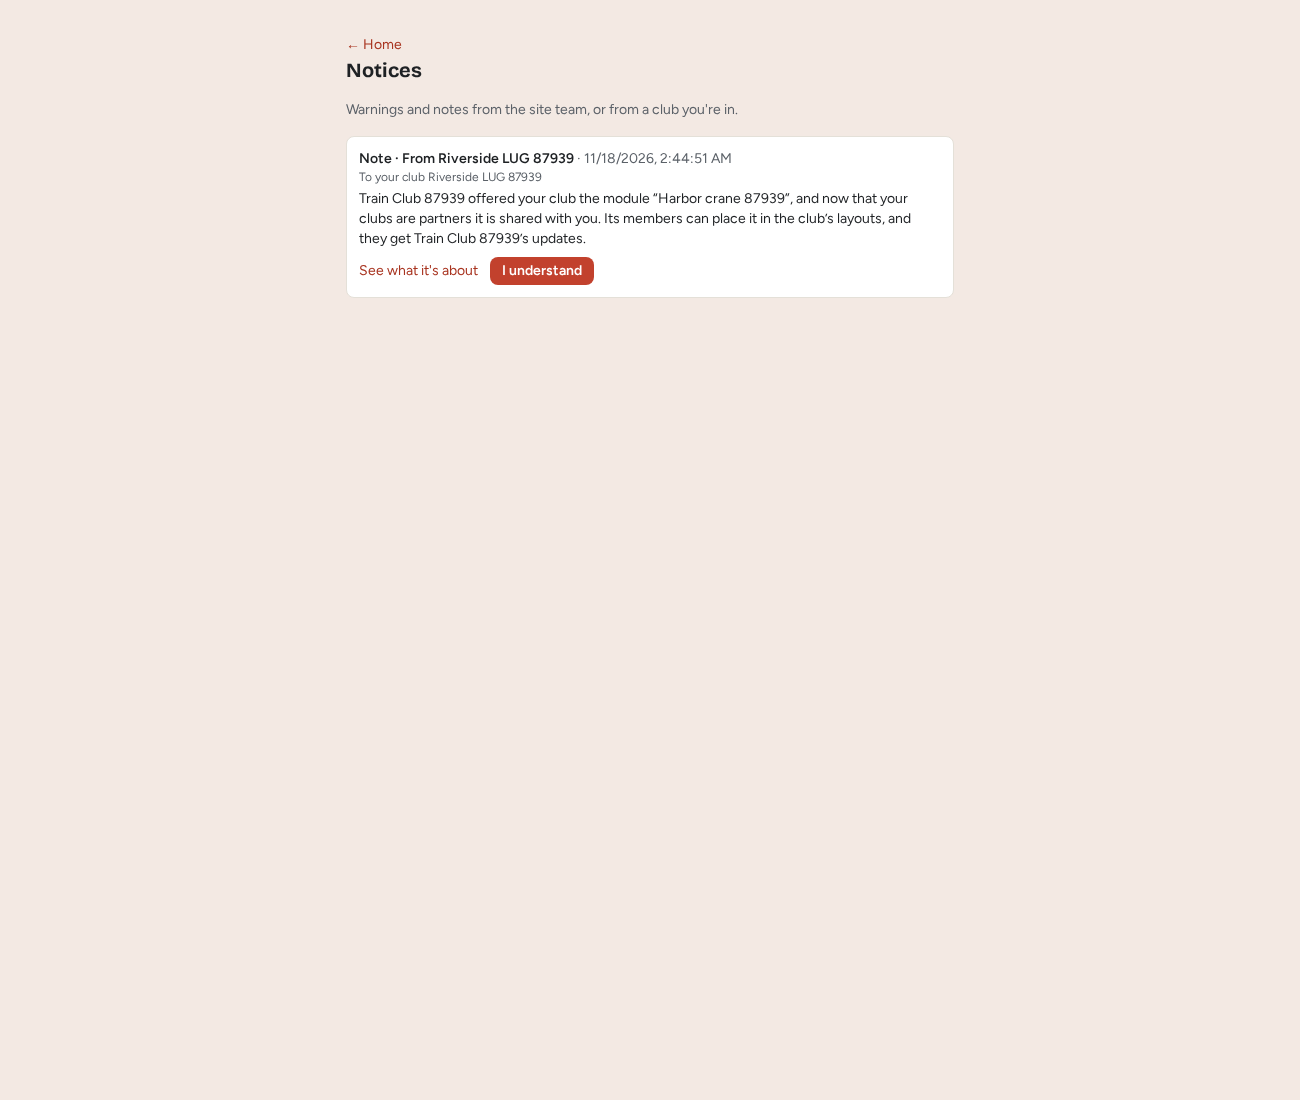 ← Home
Notices
Warnings and notes from the site team, or from a club you're in.
Note · From Riverside LUG 87939 · 11/18/2026, 2:44:51 AM
To your club Riverside LUG 87939
Train Club 87939 offered your club the module “Harbor crane 87939”, and now that your
clubs are partners it is shared with you. Its members can place it in the club’s layouts, and
they get Train Club 87939’s updates.
See what it's about
I understand